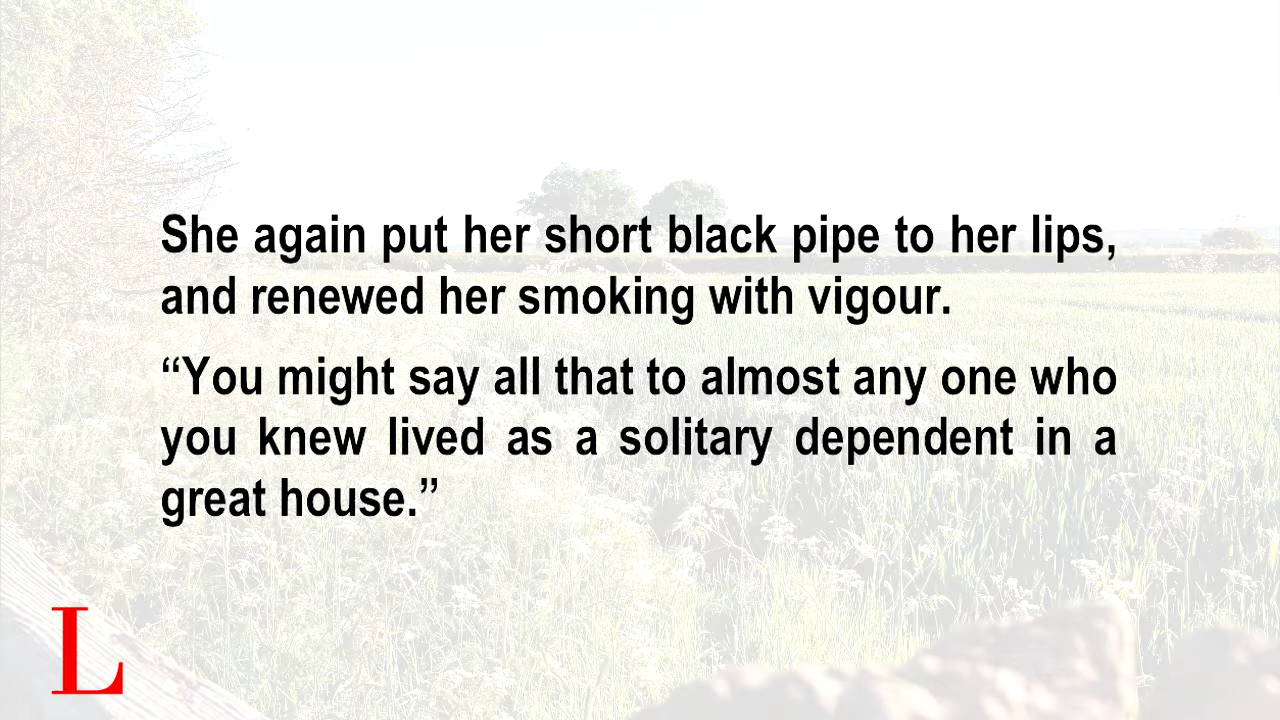 She again put her short black pipe to her lips,
and renewed her smoking with vigour.
“You might say all that to almost any one who
you knew lived as a solitary dependent in a
great house.”
L